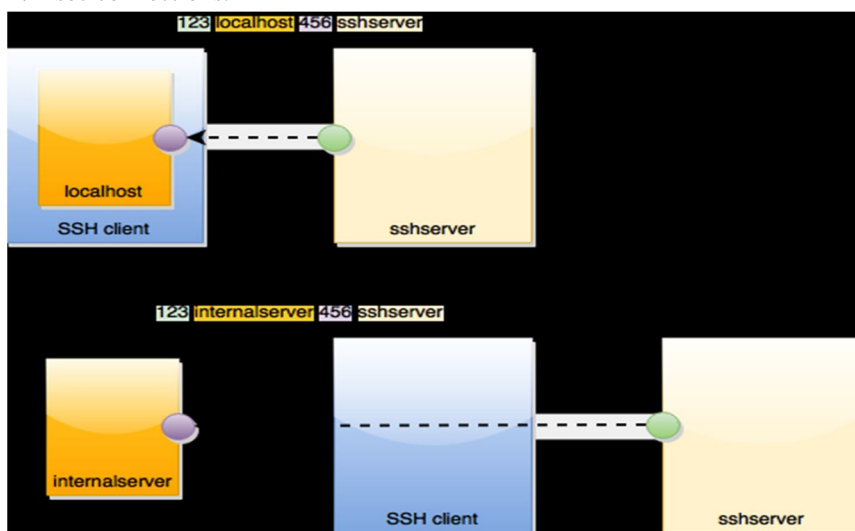 123 localhost 456 sshserver
localhost
SSH client
sshserver
123 internalserver 456 sshserver
internalserver
SSH client
sshserver